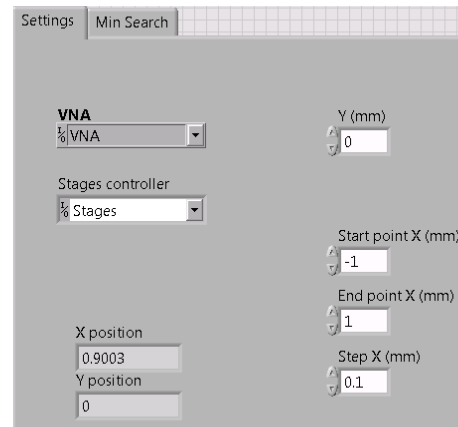 Settings
Min Search
VNA
VNA
Y (mm)
0
Stages controller
Stages
Start point X (mm)
-1
End point X (mm)
1
X position
0.9003
Step X (mm)
0.1
Y position
0